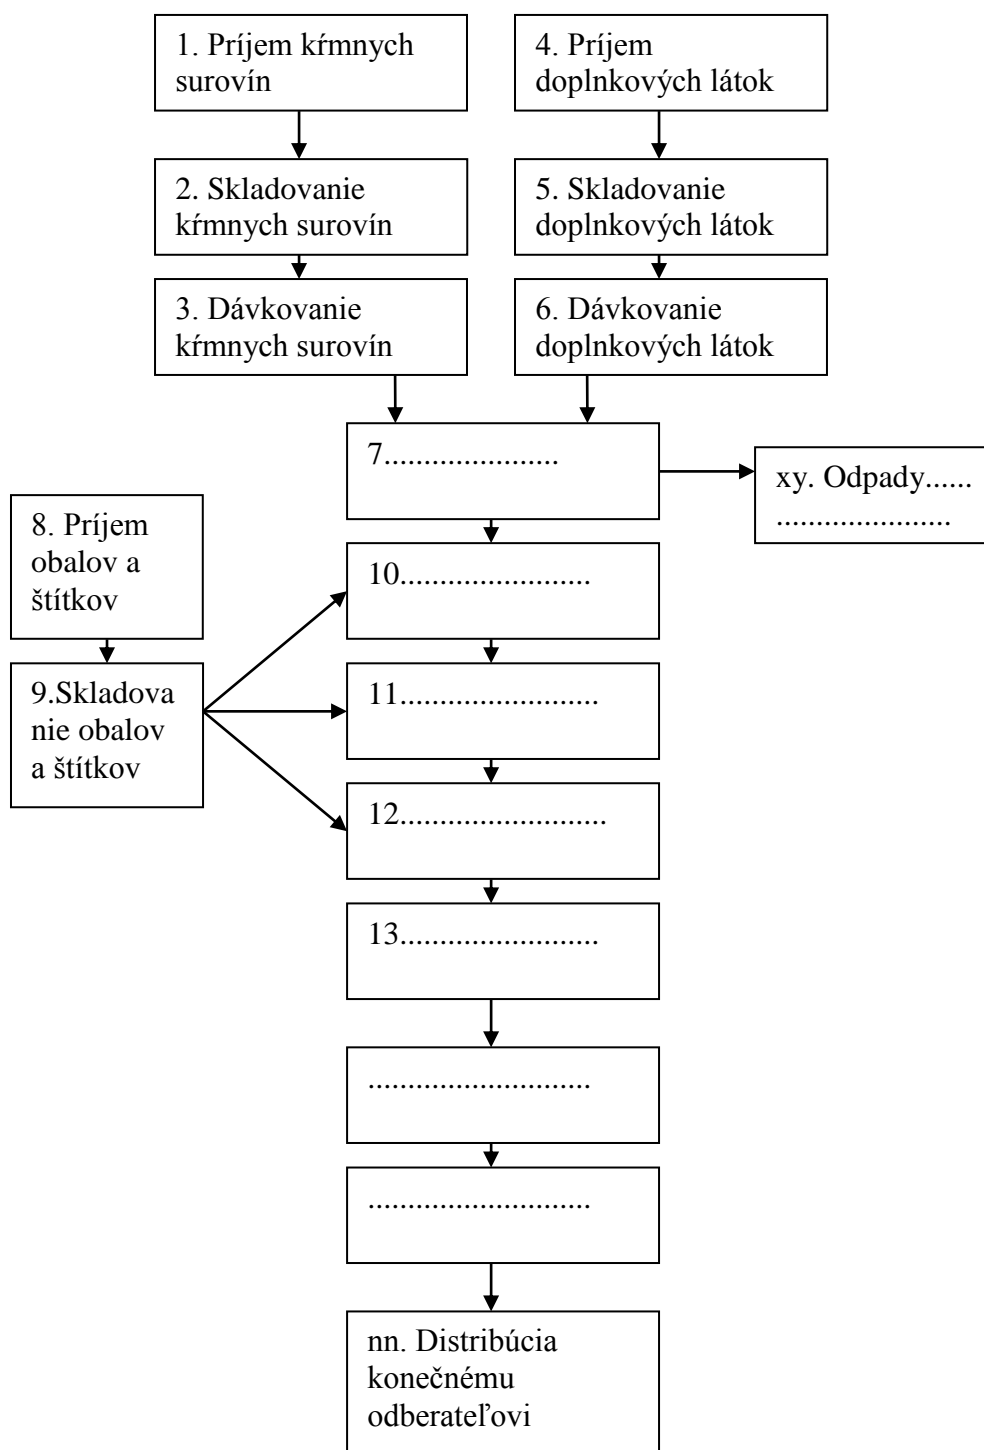 1. Príjem kŕmnych
surovín
4. Príjem
doplnkových látok
2. Skladovanie
kŕmnych surovín
5. Skladovanie
doplnkových látok
3. Dávkovanie
kŕmnych surovín
6. Dávkovanie
doplnkových látok
7......................
xy. Odpady......
......................
8. Príjem
obalov a
štítkov
10........................
9.Skladova
nie obalov
a štítkov
11.........................
12..........................
13.........................
............................
............................
nn. Distribúcia
konečnému
odberateľovi